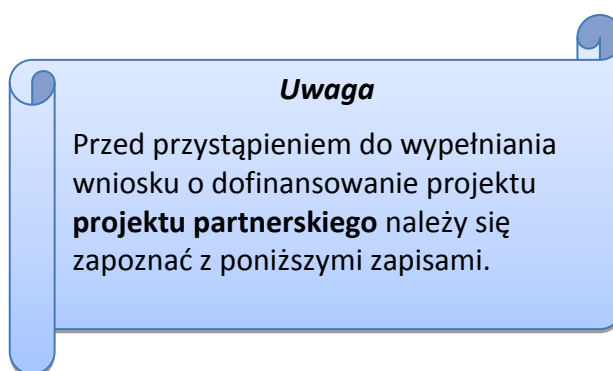 Uwaga
Przed przystąpieniem do wypełniania
wniosku o dofinansowanie projektu
projektu partnerskiego należy się
zapoznać z poniższymi zapisami.